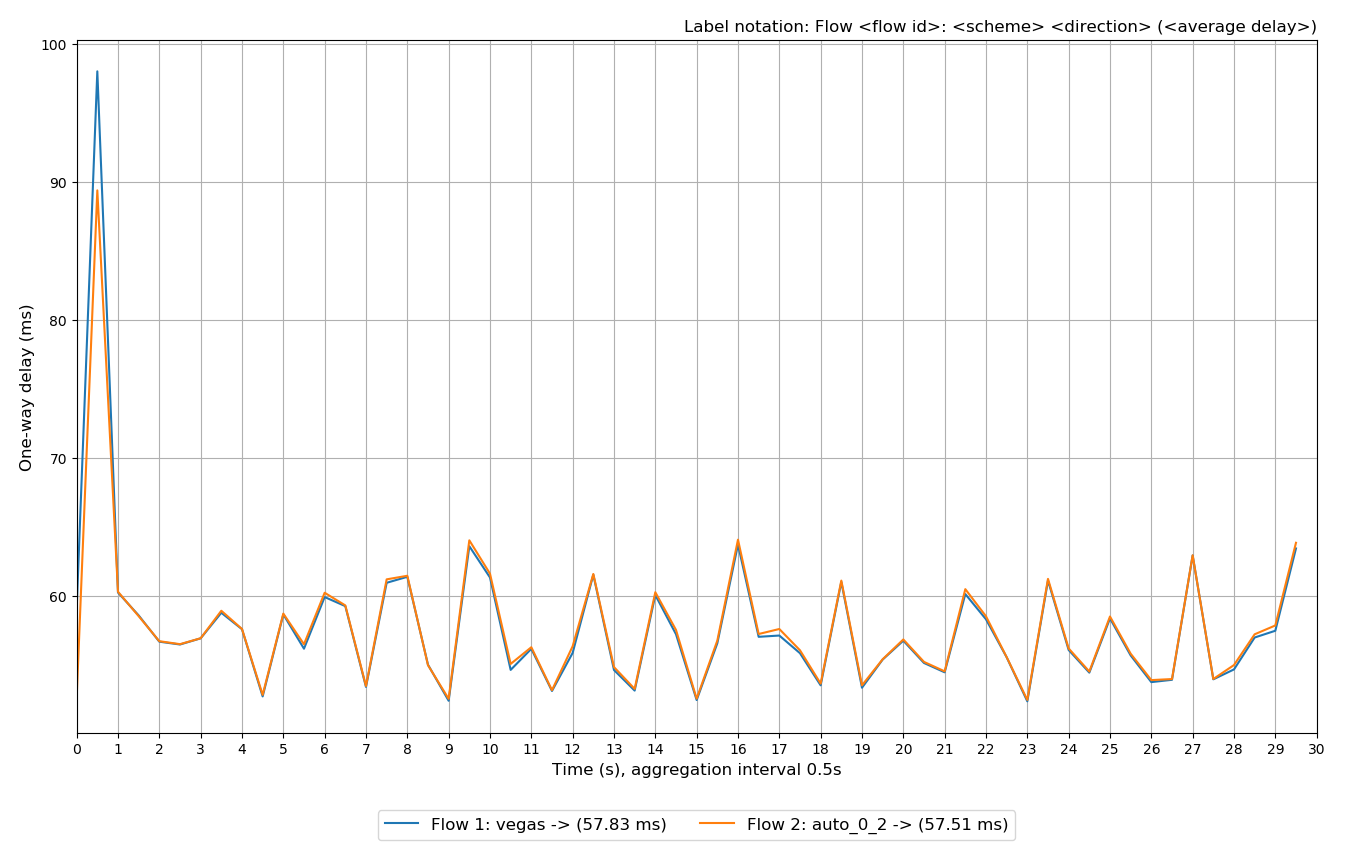 Label notation: Flow <flow id>: <scheme> <direction> (<average delay>)
100
90
80
70
60
One-way delay (ms)
0 1 2 3 4 5 6 7 8 9 10 11 12 13 14 15 16 17 18 19 20 21 22 23 24 25 26 27 28 29 30
Time (s), aggregation interval 0.5s
Flow 1: vegas -> (57.83 ms) Flow 2: auto_0_2 -> (57.51 ms)